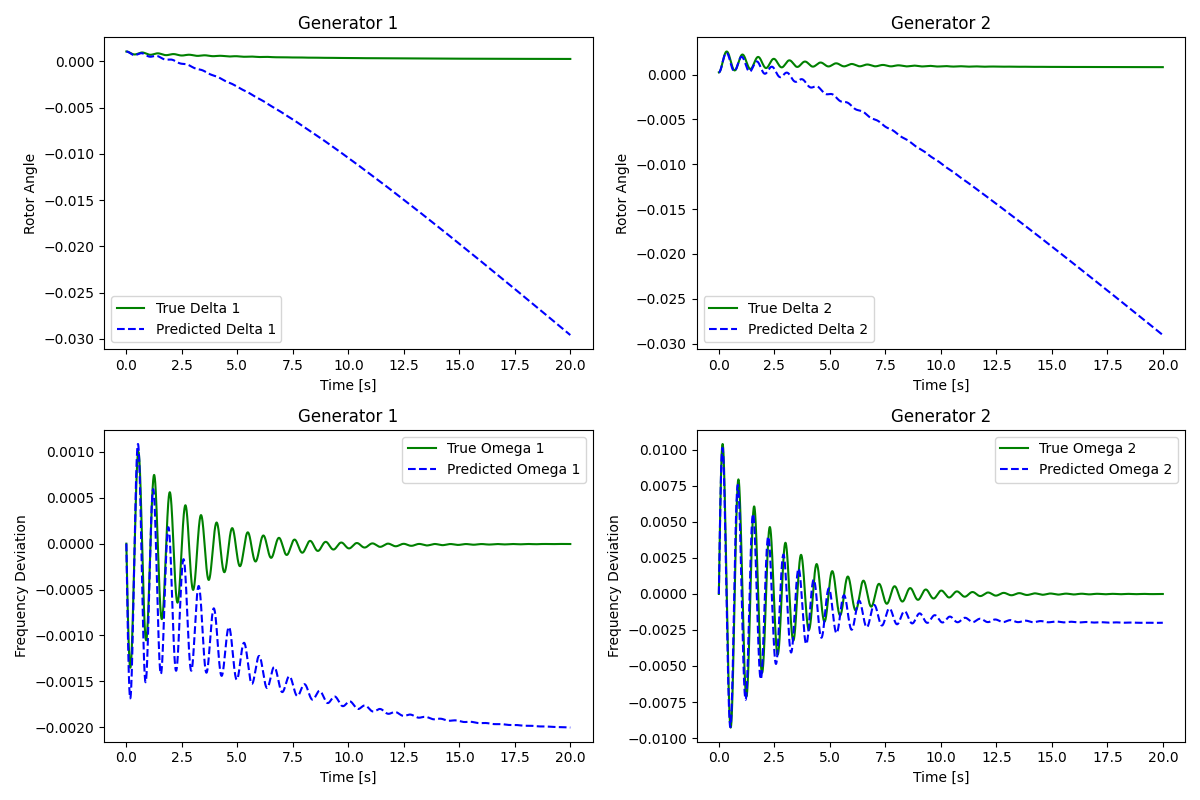 Generator 1
Rotor Angle
0.000
−0.005
−0.010
−0.015
−0.020
−0.025
−0.030
True Delta 1
Predicted Delta 1
0.0 2.5 5.0 7.5 10.0 12.5 15.0 17.5 20.0
Time [s]
Generator 2
Rotor Angle
0.000
−0.005
−0.010
−0.015
−0.020
−0.025
−0.030
True Delta 2
Predicted Delta 2
0.0 2.5 5.0 7.5 10.0 12.5 15.0 17.5 20.0
Time [s]
Generator 1
Frequency Deviation
0.0010
0.0005
0.0000
−0.0005
−0.0010
−0.0015
−0.0020
True Omega 1
Predicted Omega 1
0.0 2.5 5.0 7.5 10.0 12.5 15.0 17.5 20.0
Time [s]
Generator 2
Frequency Deviation
0.0100
0.0075
0.0050
0.0025
0.0000
−0.0025
−0.0050
−0.0075
−0.0100
True Omega 2
Predicted Omega 2
0.0 2.5 5.0 7.5 10.0 12.5 15.0 17.5 20.0
Time [s]